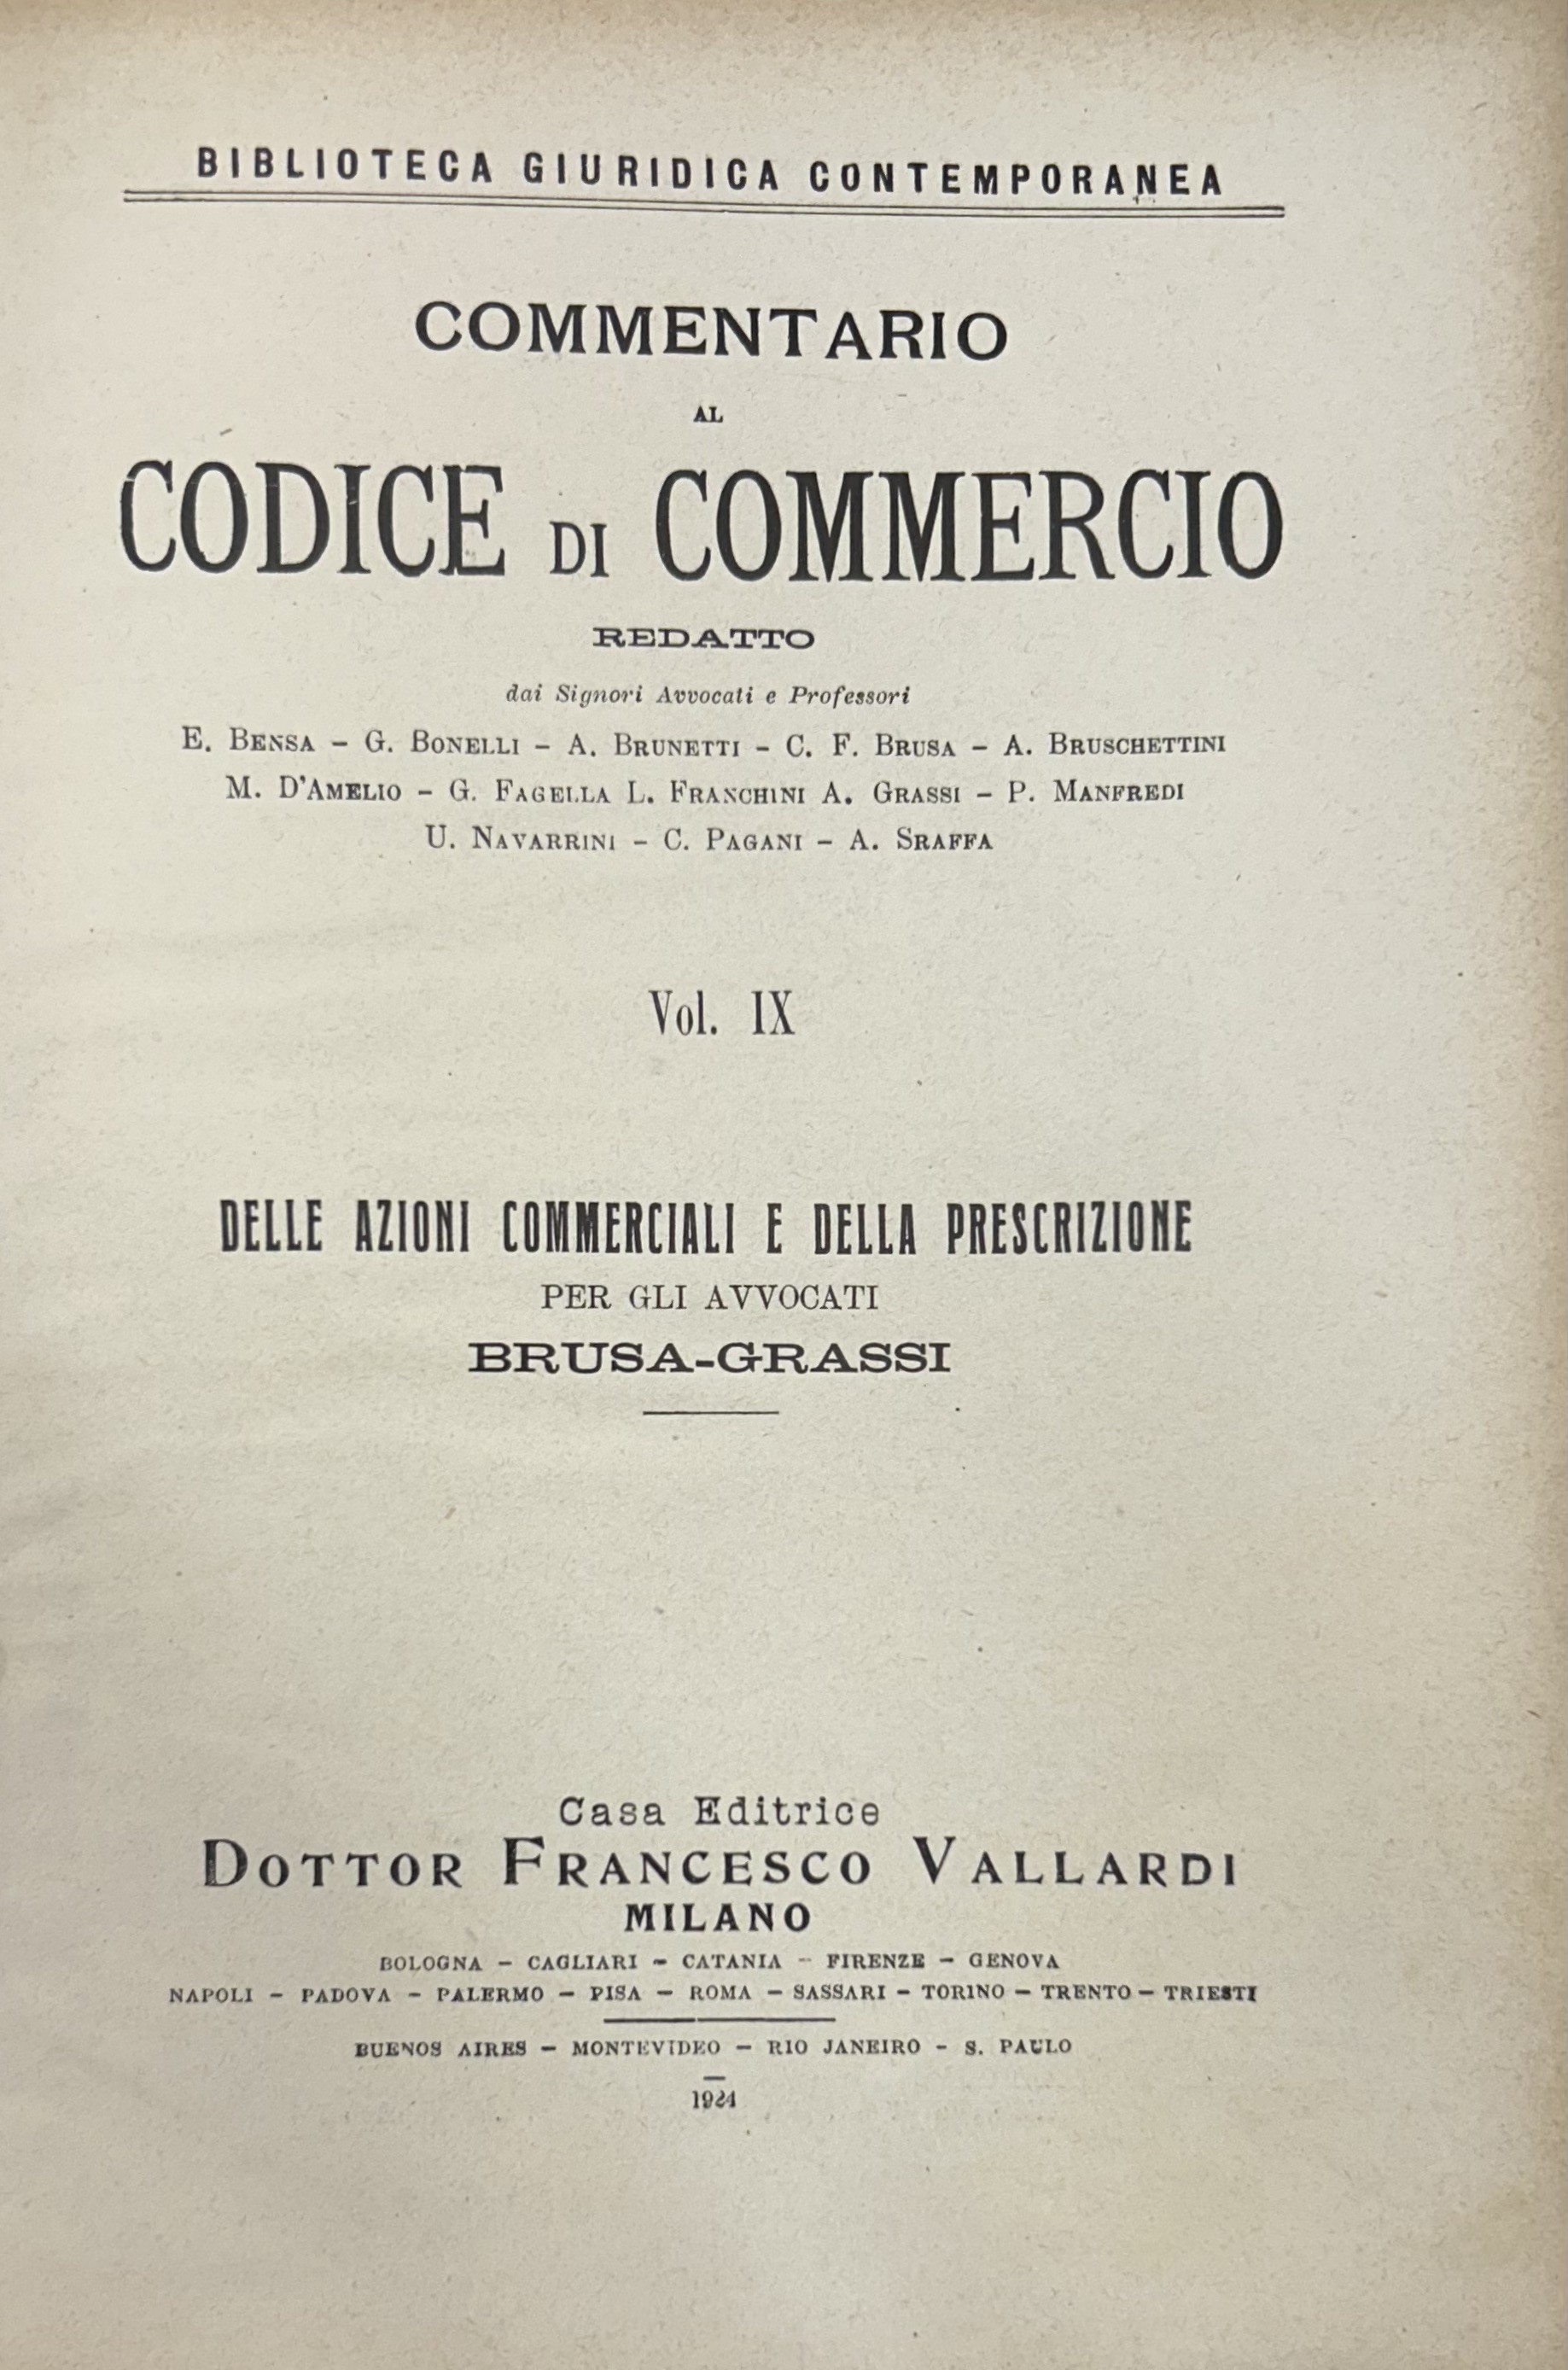 BIBLIOTECA GIURIDICA CONTEMPORANEA
COMMENTARIO
AL
CODICE DI COMMERCIO
REDATTO
dai Signori Avvocati e Professori
E. BENSA – G. BONELLI – A. BRUNETTI – C. F. BRUSA – A. BRUSCHETTINI
M. D'AMELIO – G. FAGELLA L. FRANCHINI A. GRASSI – P. MANFREDI
U. NAVARRINI – C. PAGANI – A. SRAFFA
Vol. IX
DELLE AZIONI COMMERCIALI E DELLA PRESCRIZIONE
PER GLI AVVOCATI
BRUSA-GRASSI
Casa Editrice
DOTTOR FRANCESCO VALLARDI
MILANO
BOLOGNA – CAGLIARI – CATANIA – FIRENZE – GENOVA
NAPOLI – PADOVA – PALERMO – PISA – ROMA – SASSARI – TORINO – TRENTO – TRIESTI
BUENOS AIRES – MONTEVIDEO – RIO JANEIRO – S. PAULO
1924